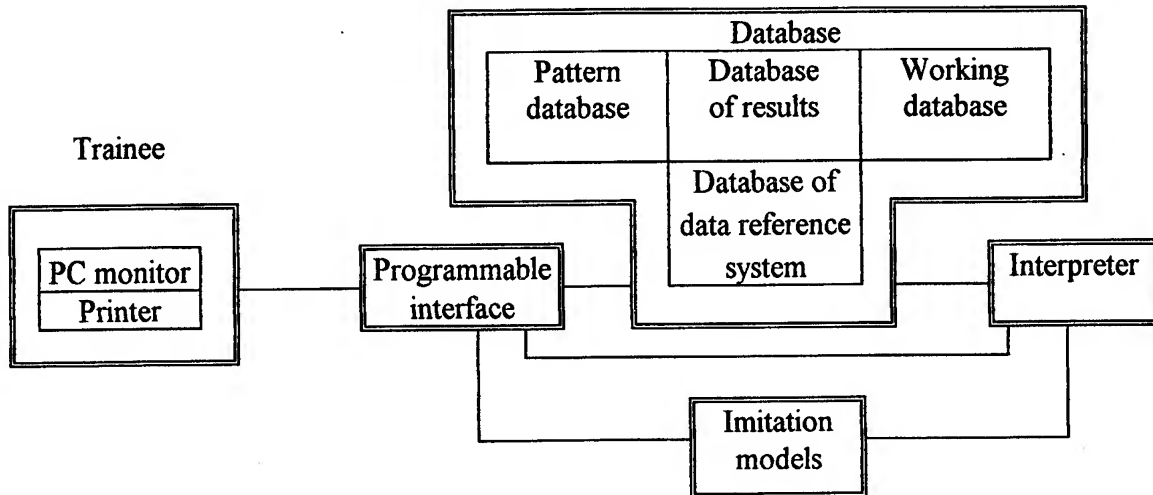 Database
Pattern
database
Database
of results
Working
database
Database of
data reference
system
Trainee
PC monitor
Printer
Programmable
interface
Interpreter
Imitation
models